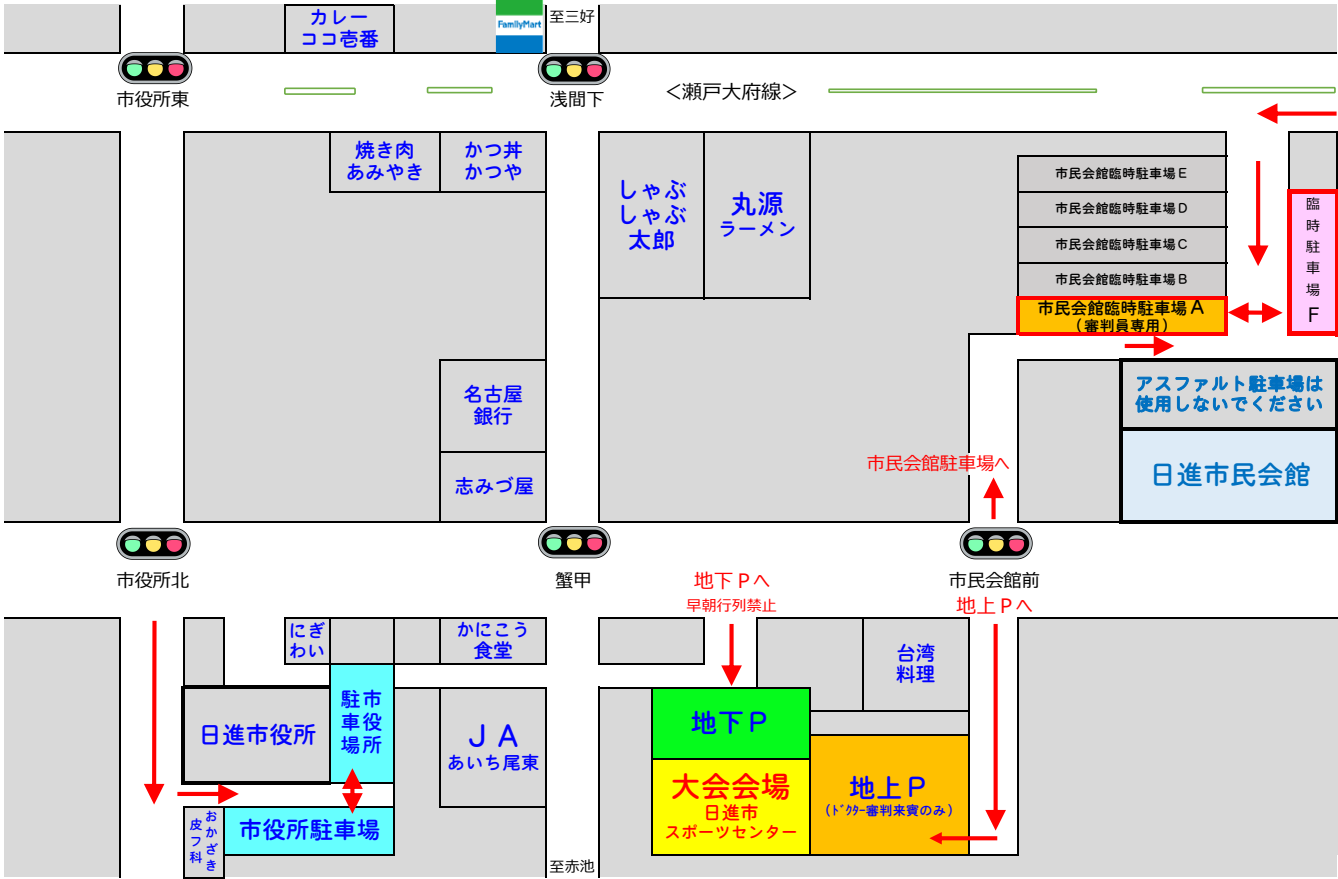 カレー
ココ壱番
FamilyMart
至三好
市役所東
浅間下
＜瀬戸大府線＞
焼き肉
あみやき
かつ丼
かつや
しゃぶ
しゃぶ
太郎
丸源
ラーメン
市民会館臨時駐車場E
市民会館臨時駐車場D
市民会館臨時駐車場C
市民会館臨時駐車場B
市民会館臨時駐車場A
（審判員専用）
臨時駐車場F
アスファルト駐車場は
使用しないでください
日進市民会館
名古屋
銀行
志みづ屋
市民会館駐車場へ
市役所北
蟹甲
市民会館前
地下Pへ
早朝行列禁止
地上Pへ
にぎ
わい
かにこう
食堂
台湾
料理
日進市役所
市役所
駐車場
JA
あいち尾東
地下P
大会会場
日進市
スポーツセンター
地上P
（ﾄﾞｸﾀｰ審判来賓のみ）
おかざき
皮フ科
市役所駐車場
至赤池